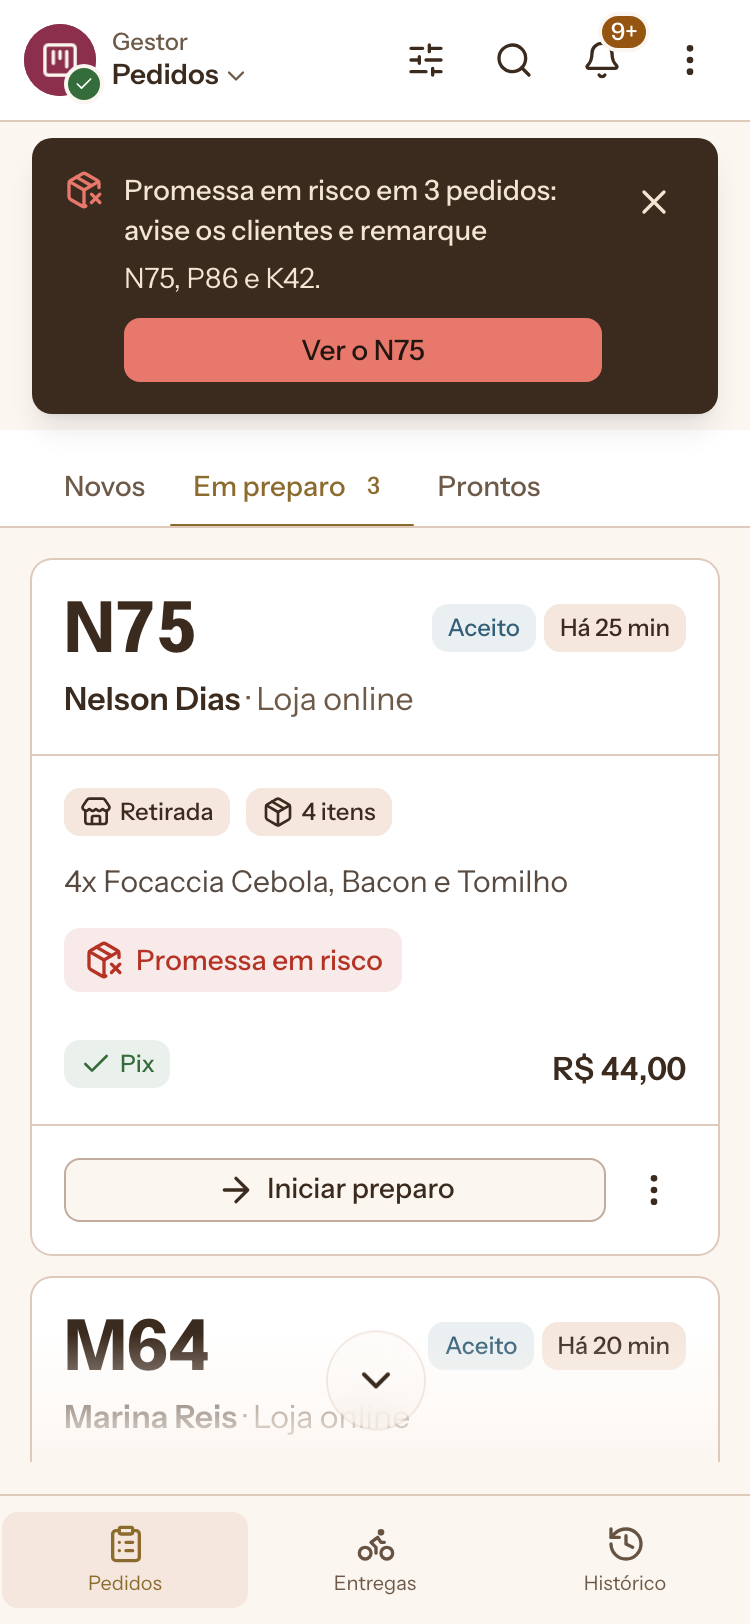 Gestor
Pedidos
9+
Promessa em risco em 3 pedidos:
avise os clientes e remarque
N75, P86 e K42.
Ver o N75
Novos
Em preparo 3
Prontos
N75
Aceito
Há 25 min
Nelson Dias · Loja online
Retirada
4 itens
4x Focaccia Cebola, Bacon e Tomilho
Promessa em risco
Pix
R$ 44,00
Iniciar preparo
M64
Aceito
Há 20 min
Marina Reis · Loja online
Pedidos
Entregas
Histórico